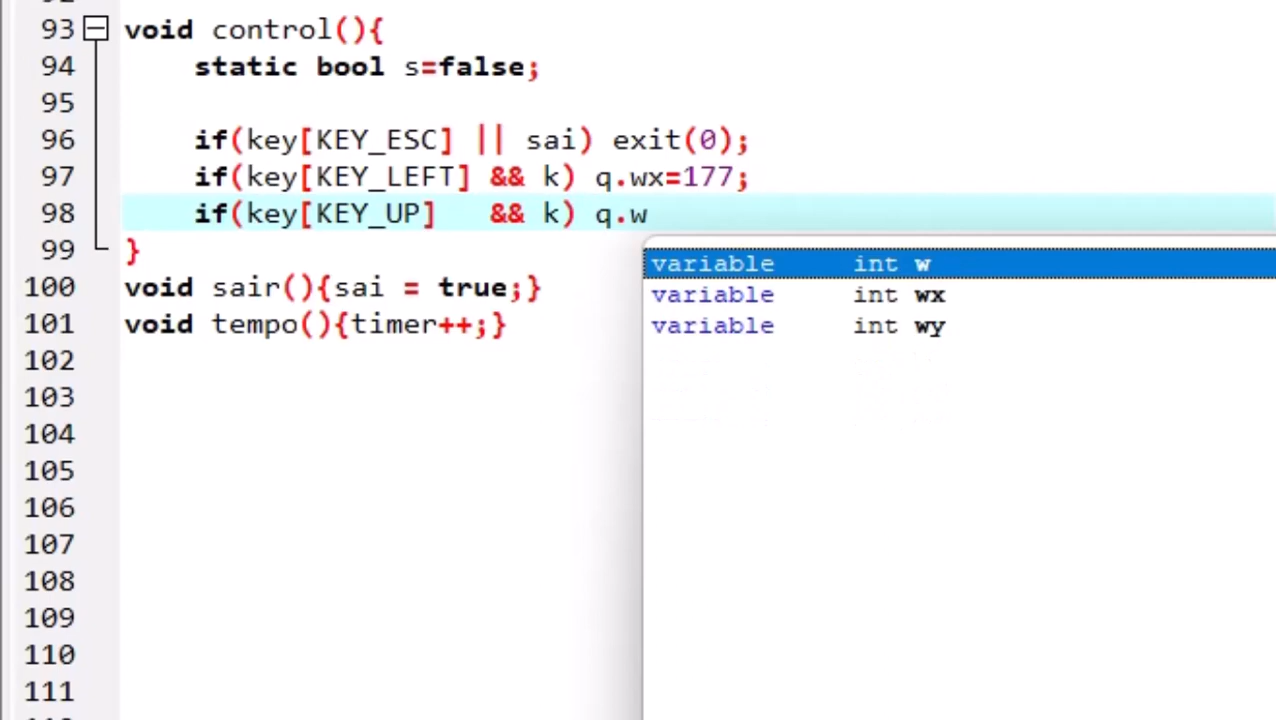 93 void control(){
94 static bool s=false;
95
96 if(key[KEY_ESC] || sai) exit(0);
97 if(key[KEY_LEFT] && k) q.wx=177;
98 if(key[KEY_UP]   && k) q.w
variable int w
99 }
variable int wx
100 void sair(){sai = true;}
variable int wy
101 void tempo(){timer++;}
102
103
104
105
106
107
108
109
110
111